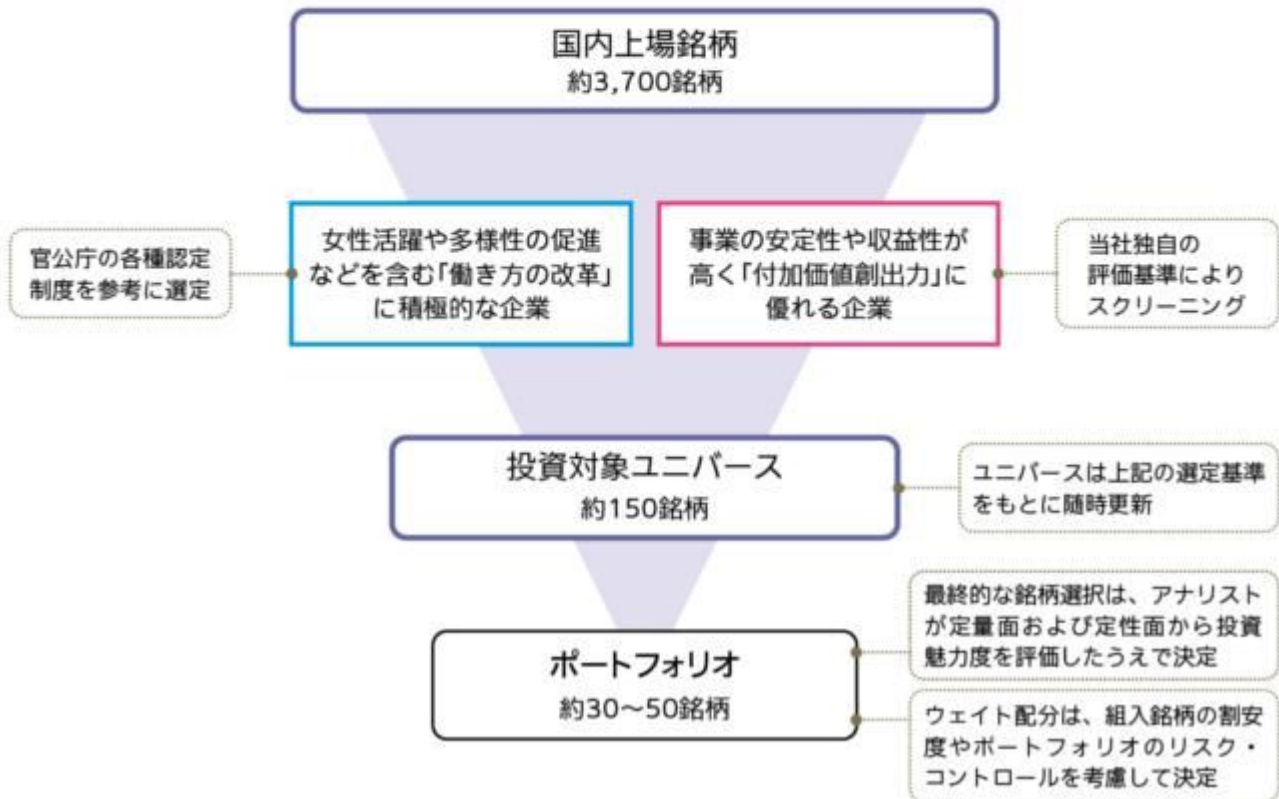 国内上場銘柄
約3,700銘柄
官公庁の各種認定
制度を参考に選定
女性活躍や多様性の促進
などを含む「働き方の改革」
に積極的な企業
事業の安定性や収益性が
高く「付加価値創出力」に
優れる企業
当社独自の
評価基準により
スクリーニング
投資対象ユニバース
約150銘柄
ユニバースは上記の選定基準
をもとに随時更新
ポートフォリオ
約30〜50銘柄
最終的な銘柄選択は、アナリスト
が定量面および定性面から投資
魅力度を評価したうえで決定
ウェイト配分は、組入銘柄の割安
度やポートフォリオのリスク・
コントロールを考慮して決定